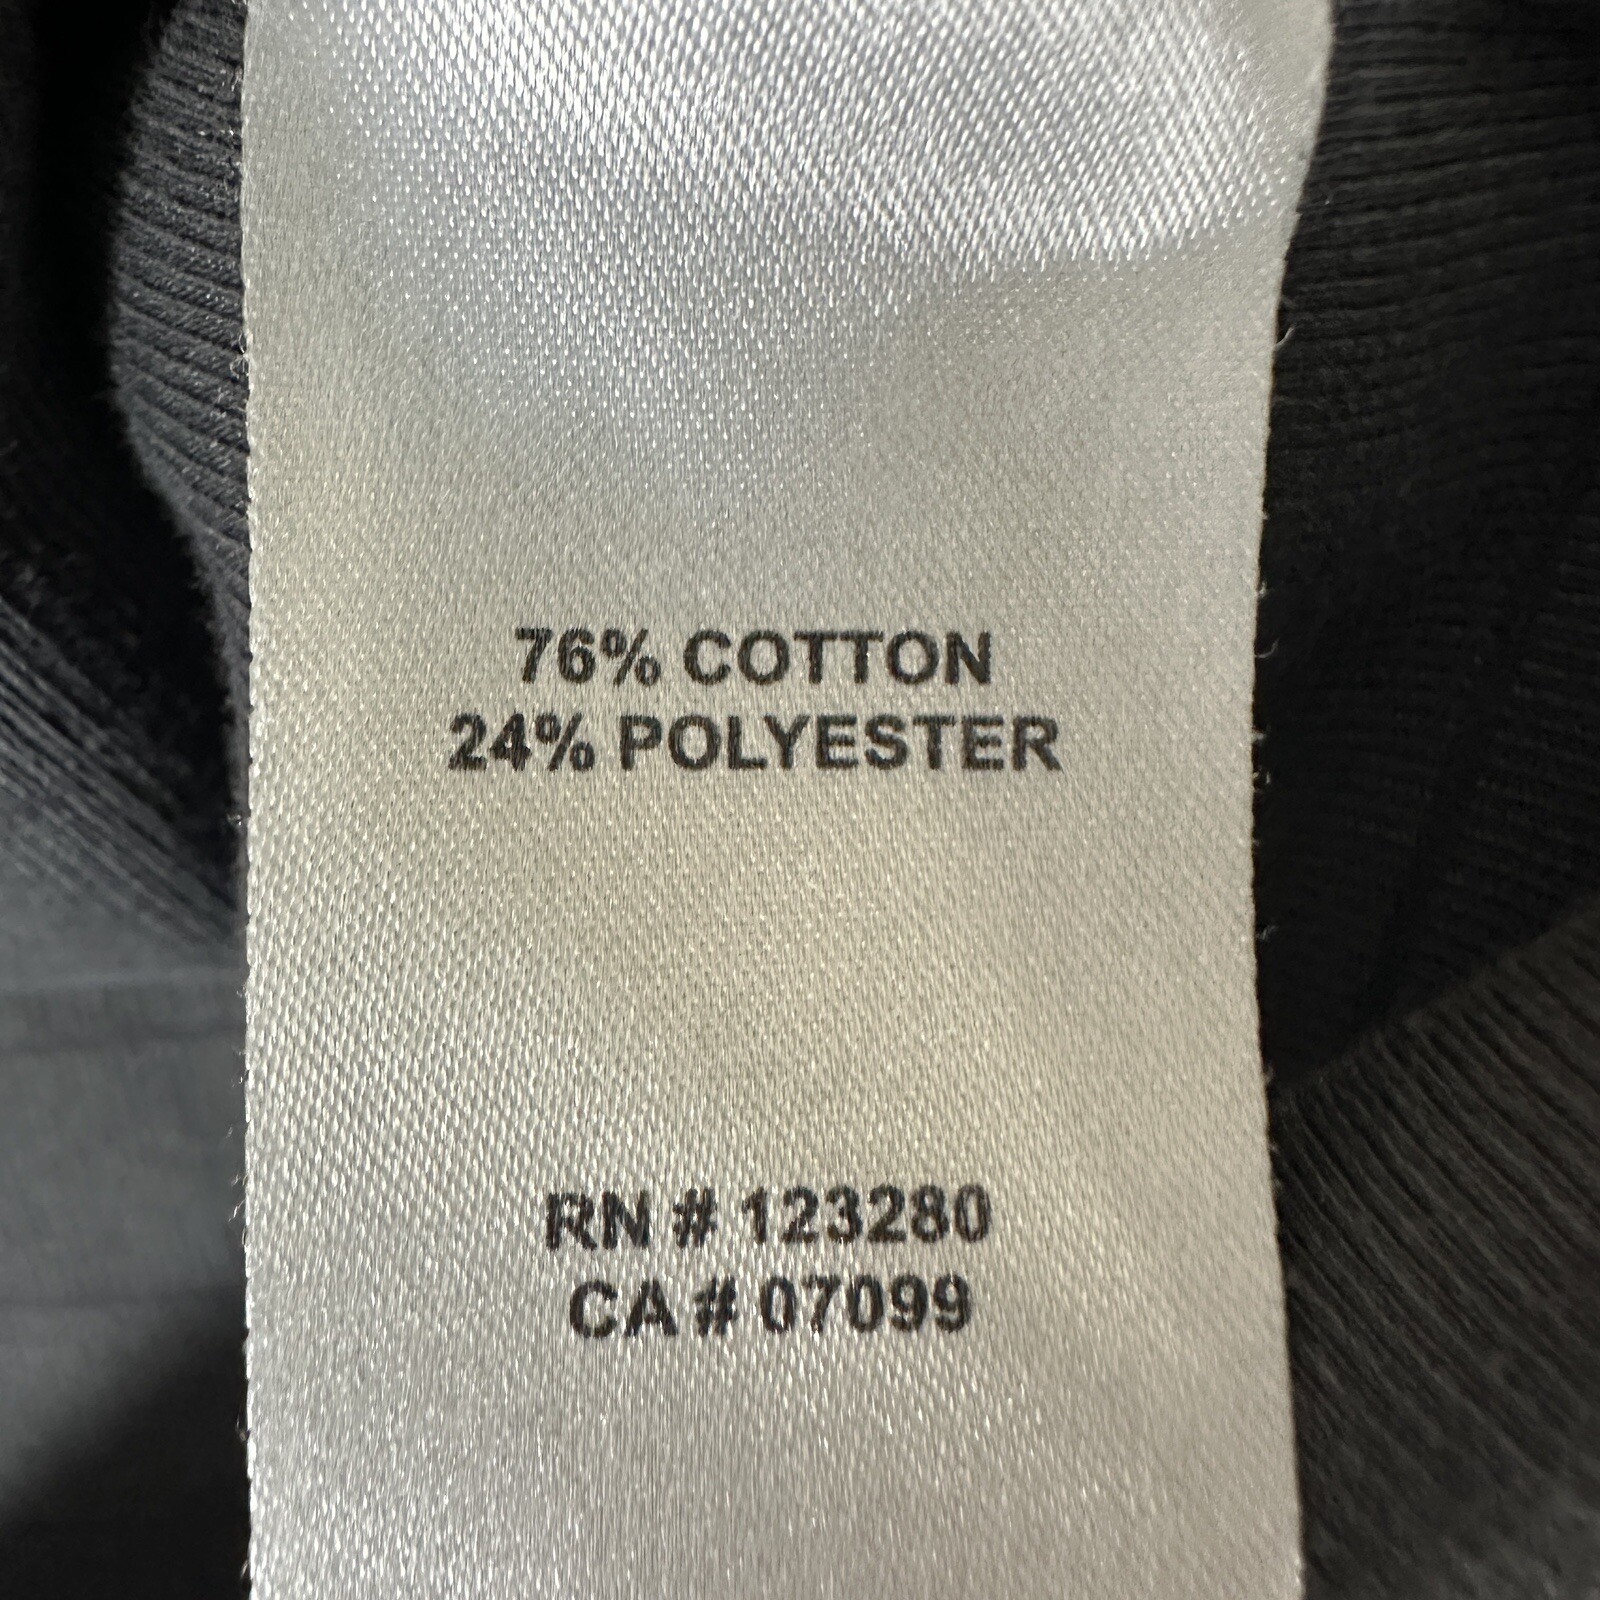 76% COTTON
24% POLYESTER
RN # 123280
CA # 07099